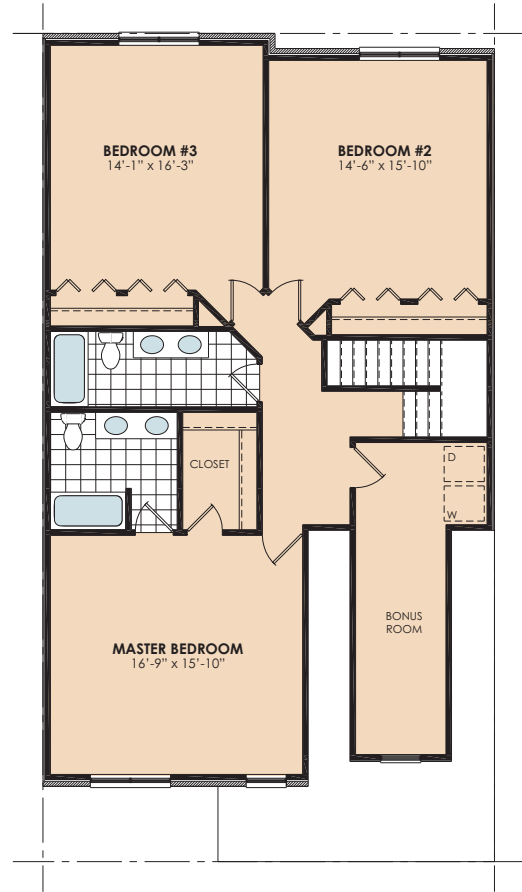 BEDROOM #3
14'-1" x 16'-3"
BEDROOM #2
14'-6" x 15'-10"
CLOSET
D
W
BONUS
ROOM
MASTER BEDROOM
16'-9" x 15'-10"